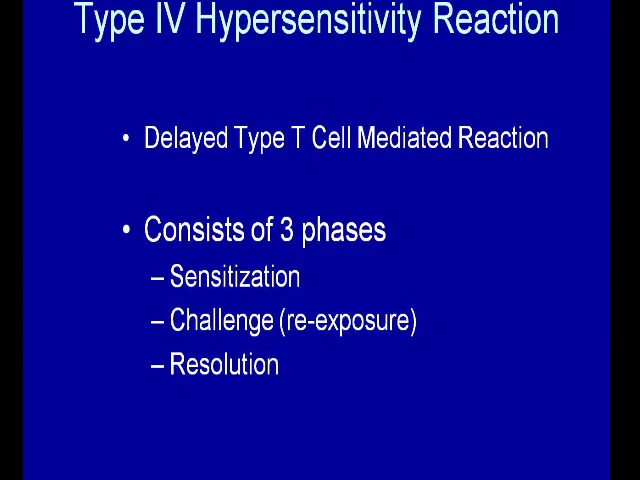 Type IV Hypersensitivity Reaction
• Delayed Type T Cell Mediated Reaction
• Consists of 3 phases
– Sensitization
– Challenge (re-exposure)
– Resolution